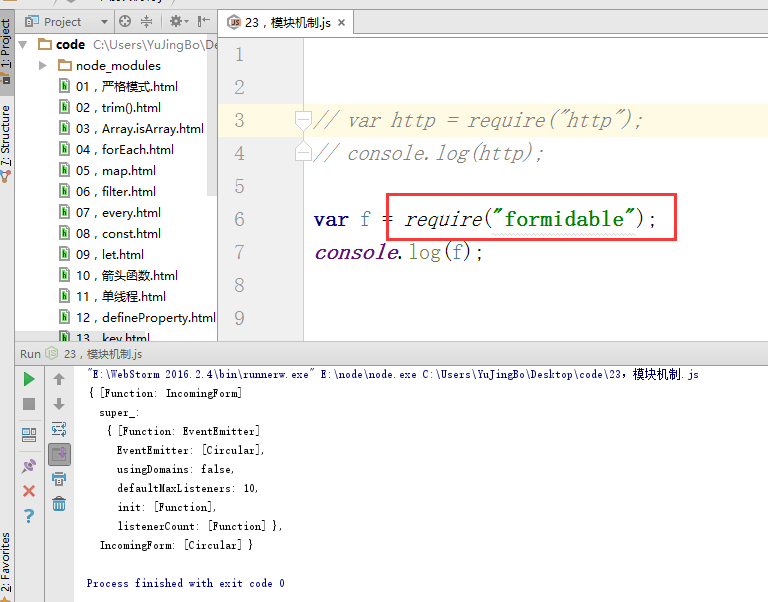 Project
23，模块机制.js
1: Project
7: Structure
2: Favorites
code C:\Users\YuJingBo\De
node_modules
01，严格模式.html
02，trim().html
03，Array.isArray.html
04，forEach.html
05，map.html
06，filter.html
07，every.html
08，const.html
09，let.html
10，箭头函数.html
11，单线程.html
12，defineProperty.html
13，key.html
1
2
3 // var http = require("http");
4 // console.log(http);
5
6 var f = require("formidable");
7 console.log(f);
8
9
Run 23，模块机制.js
"E:\WebStorm 2016.2.4\bin\runnerw.exe" E:\node\node.exe C:\Users\YuJingBo\Desktop\code\23，模块机制.js
{ [Function: IncomingForm]
super_:
{ [Function: EventEmitter]
EventEmitter: [Circular],
usingDomains: false,
defaultMaxListeners: 10,
init: [Function],
listenerCount: [Function] },
IncomingForm: [Circular] }
Process finished with exit code 0